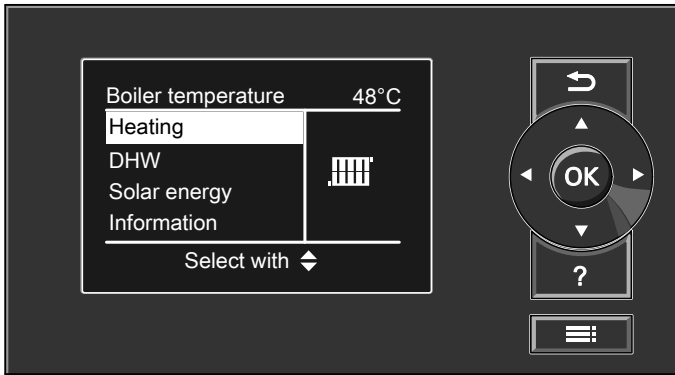 Boiler temperature 48°C
Heating
DHW
Solar energy
Information
Select with
OK
?